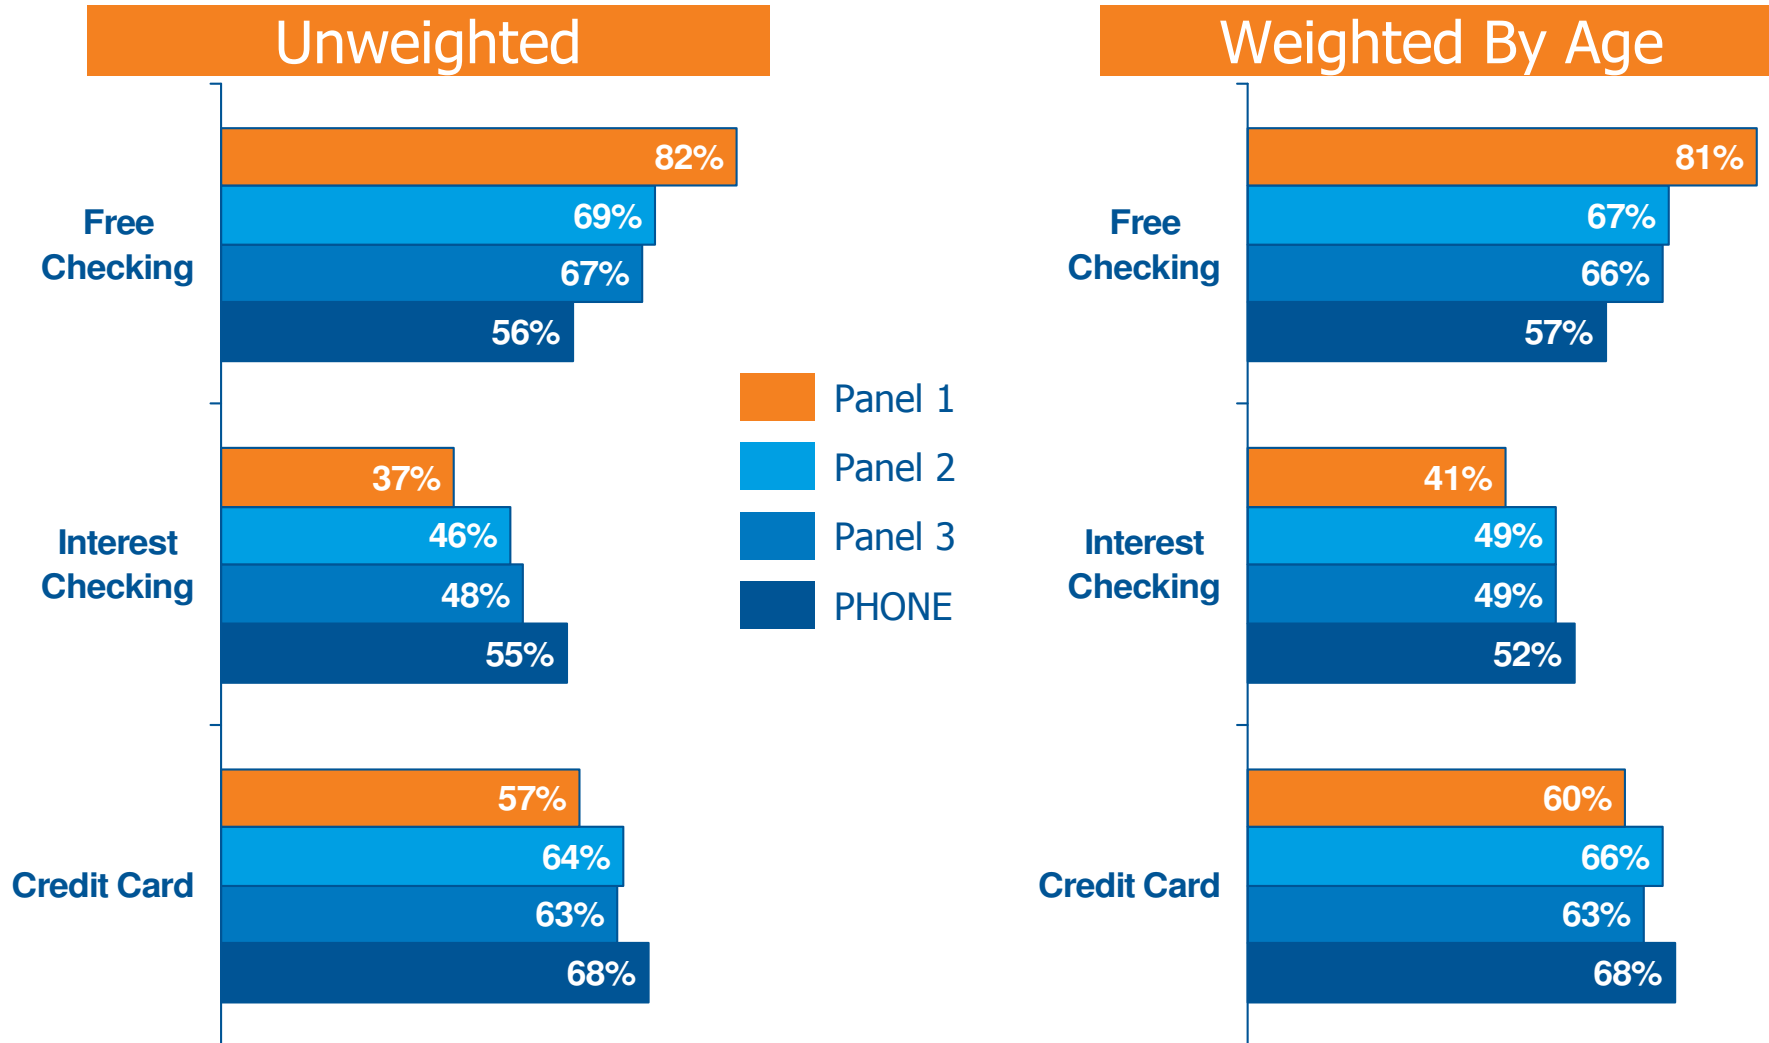 Unweighted
Free
Checking
82%
69%
67%
56%
Interest
Checking
37%
46%
48%
55%
Credit Card
57%
64%
63%
68%
Panel 1
Panel 2
Panel 3
PHONE
Weighted By Age
Free
Checking
81%
67%
66%
57%
Interest
Checking
41%
49%
49%
52%
Credit Card
60%
66%
63%
68%